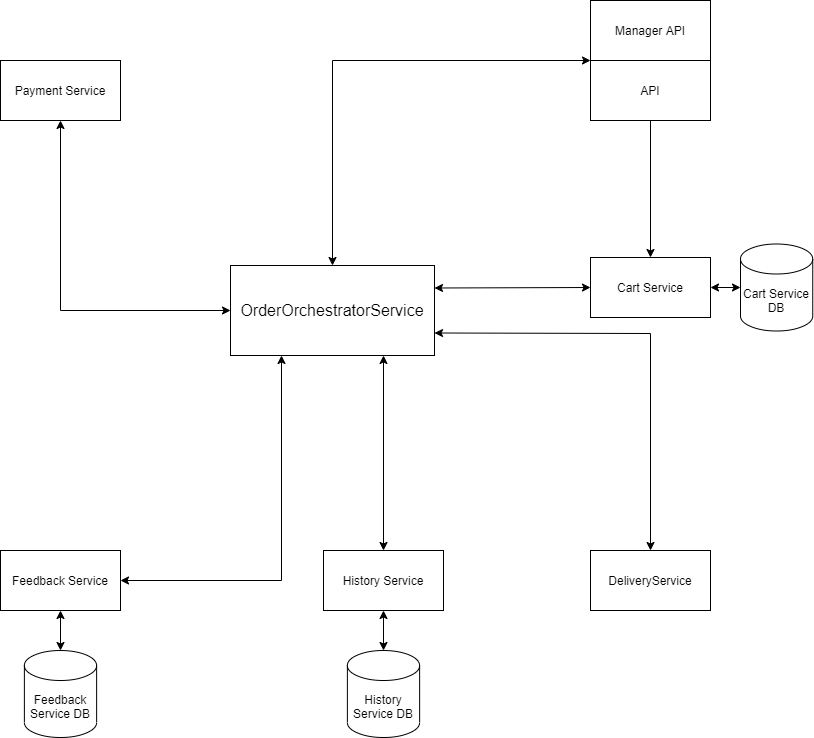 Manager API
Payment Service
API
OrderOrchestratorService
Cart Service
Cart Service
DB
Feedback Service
History Service
DeliveryService
Feedback
Service DB
History
Service DB